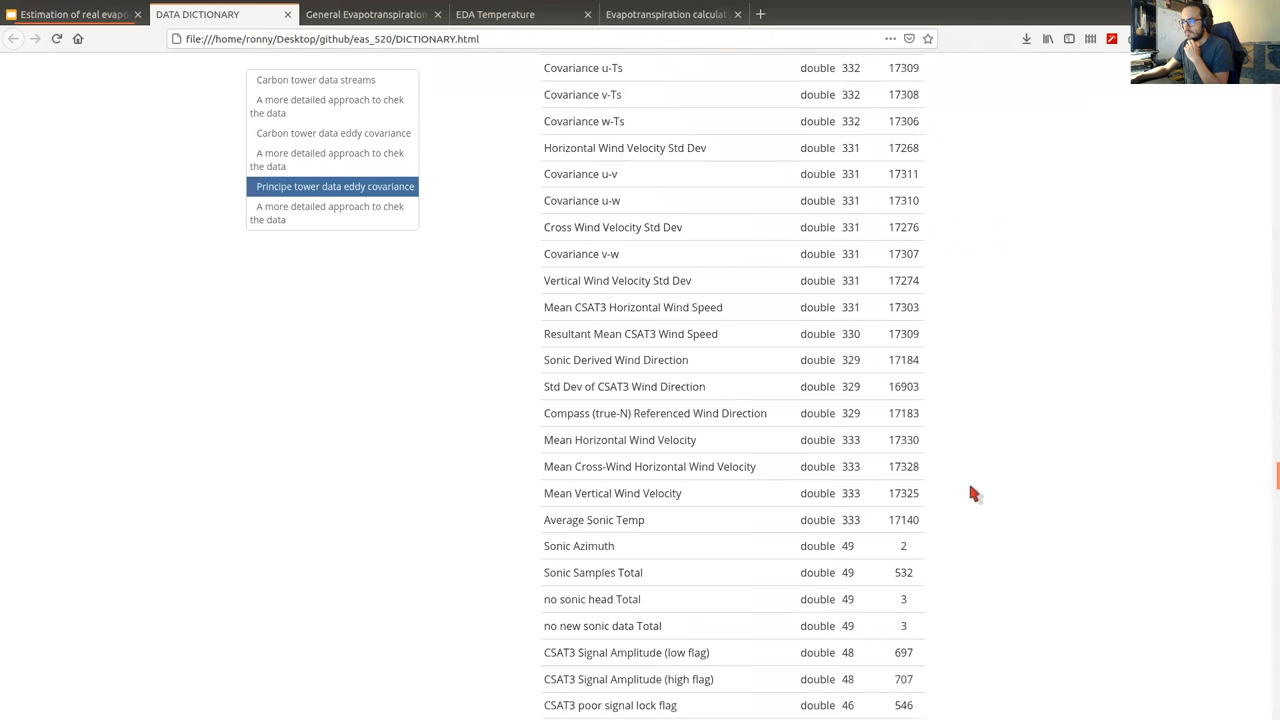 Estimation of real evapo
DATA DICTIONARY
General Evapotranspiration
EDA Temperature
Evapotranspiration calculat
file:///home/ronny/Desktop/github/eas_520/DICTIONARY.html
Carbon tower data streams
A more detailed approach to chek
the data
Carbon tower data eddy covariance
A more detailed approach to chek
the data
Principe tower data eddy covariance
A more detailed approach to chek
the data
Covariance u-Ts double 332 17309
Covariance v-Ts double 332 17308
Covariance w-Ts double 332 17306
Horizontal Wind Velocity Std Dev double 331 17268
Covariance u-v double 331 17311
Covariance u-w double 331 17310
Cross Wind Velocity Std Dev double 331 17276
Covariance v-w double 331 17307
Vertical Wind Velocity Std Dev double 331 17274
Mean CSAT3 Horizontal Wind Speed double 331 17303
Resultant Mean CSAT3 Wind Speed double 330 17309
Sonic Derived Wind Direction double 329 17184
Std Dev of CSAT3 Wind Direction double 329 16903
Compass (true-N) Referenced Wind Direction double 329 17183
Mean Horizontal Wind Velocity double 333 17330
Mean Cross-Wind Horizontal Wind Velocity double 333 17328
Mean Vertical Wind Velocity double 333 17325
Average Sonic Temp double 333 17140
Sonic Azimuth double 49 2
Sonic Samples Total double 49 532
no sonic head Total double 49 3
no new sonic data Total double 49 3
CSAT3 Signal Amplitude (low flag) double 48 697
CSAT3 Signal Amplitude (high flag) double 48 707
CSAT3 poor signal lock flag double 46 546